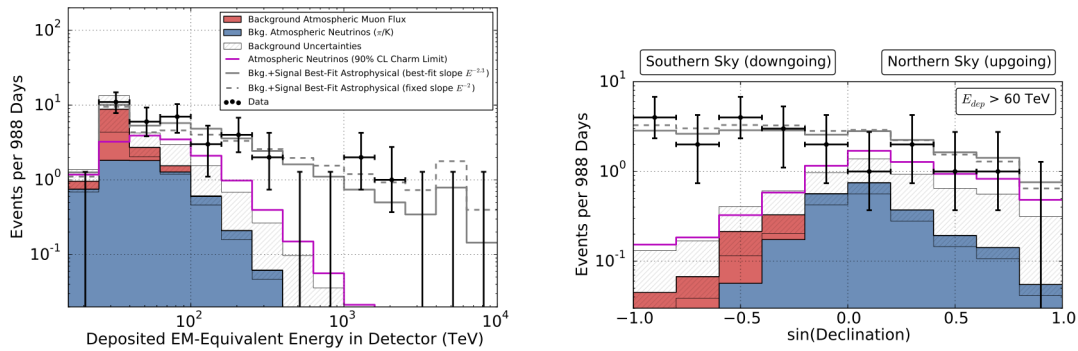 10^2
10^1
10^0
10^-1
Events per 988 Days
Background Atmospheric Muon Flux
Bkg. Atmospheric Neutrinos (π/K)
Background Uncertainties
Atmospheric Neutrinos (90% CL Charm Limit)
Bkg.+Signal Best-Fit Astrophysical (best-fit slope E^-2.3)
Bkg.+Signal Best-Fit Astrophysical (fixed slope E^-2)
Data
10^2 10^3 10^4
Deposited EM-Equivalent Energy in Detector (TeV)
Southern Sky (downgoing) Northern Sky (upgoing)
E_dep > 60 TeV
10^1
10^0
10^-1
Events per 988 Days
−1.0 −0.5 0.0 0.5 1.0
sin(Declination)